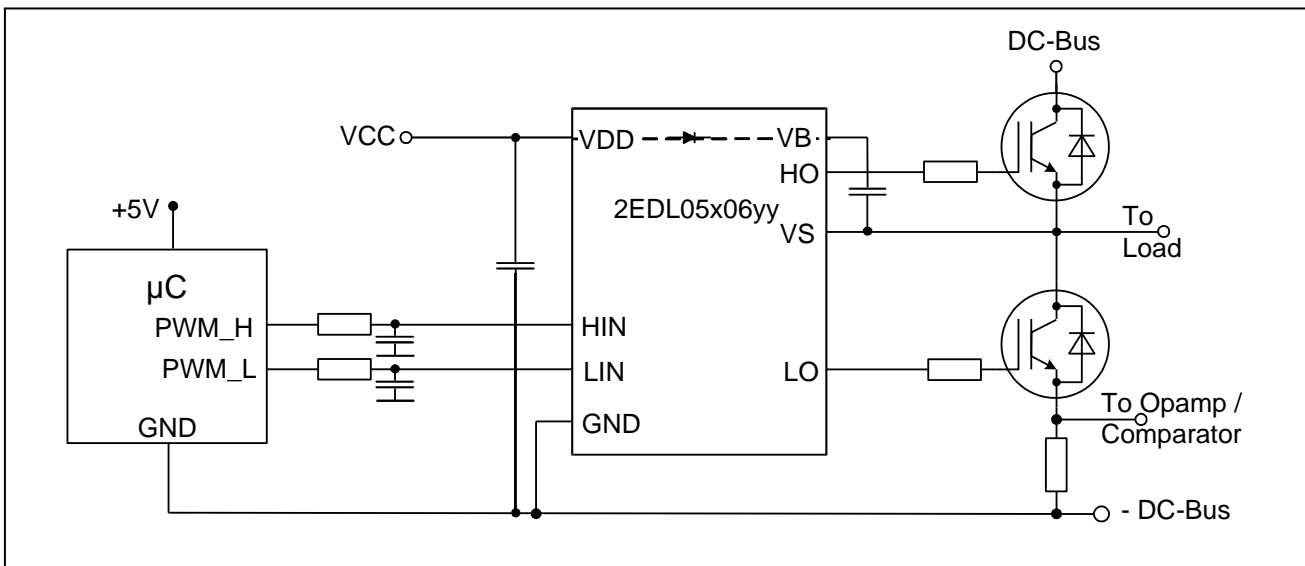 DC-Bus
VCC
VDD
VB
HO
+5V
2EDL05x06yy
VS
To
Load
µC
PWM_H
HIN
PWM_L
LIN
LO
GND
GND
To Opamp /
Comparator
- DC-Bus